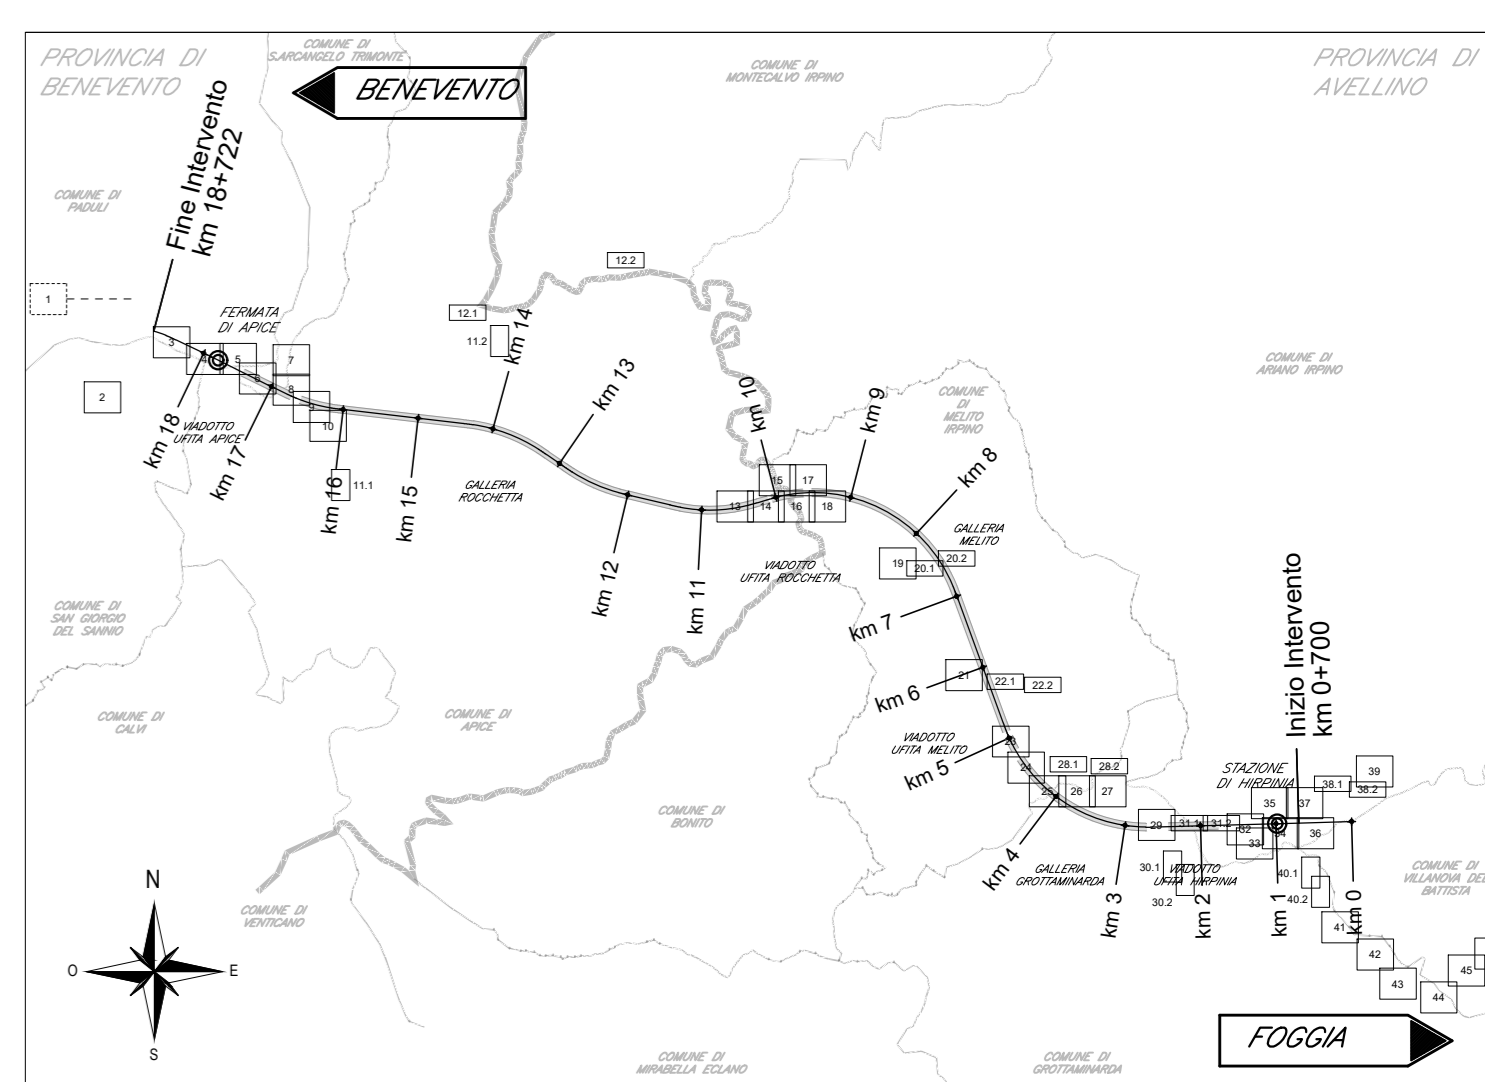 PROVINCIA DI
BENEVENTO
COMUNE DI
S.ARCANGELO TRIMONTE
BENEVENTO
COMUNE DI
MONTECALVO IRPINO
PROVINCIA DI
AVELLINO
Fine Intervento
km 18+722
COMUNE DI
PADULI
1
2
3
4
5
6
7
8
9
10
FERMATA
DI APICE
VIADOTTO
UFITA APICE
11.1
11.2
12.1
12.2
km 18
km 17
km 16
km 15
km 14
km 13
km 12
km 11
km 10
km 9
km 8
km 7
km 6
km 5
km 4
km 3
km 2
km 1
km 0
GALLERIA
ROCCHETTA
13
14
15
16
17
18
VIADOTTO
UFITA ROCCHETTA
COMUNE
DI
MELITO
IRPINO
COMUNE DI
ARIANO IRPINO
GALLERIA
MELITO
19
20.1
20.2
21
22.1
22.2
23
24
25
26
27
28.1
28.2
VIADOTTO
UFITA MELITO
COMUNE DI
SAN GIORGIO
DEL SANNIO
COMUNE DI
CALVI
COMUNE DI
APICE
COMUNE DI
BONITO
COMUNE DI
VENTICANO
Inizio Intervento
km 0+700
STAZIONE
DI HIRPINIA
29
30.1
30.2
31.1
31.2
32
33
34
35
36
37
38.1
38.2
39
40.1
40.2
41
42
43
44
45
GALLERIA
GROTTAMINARDA
VIADOTTO
UFITA HIRPINIA
COMUNE DI
VILLANOVA DEL
BATTISTA
N
O
E
S
COMUNE DI
MIRABELLA ECLANO
COMUNE DI
GROTTAMINARDA
FOGGIA